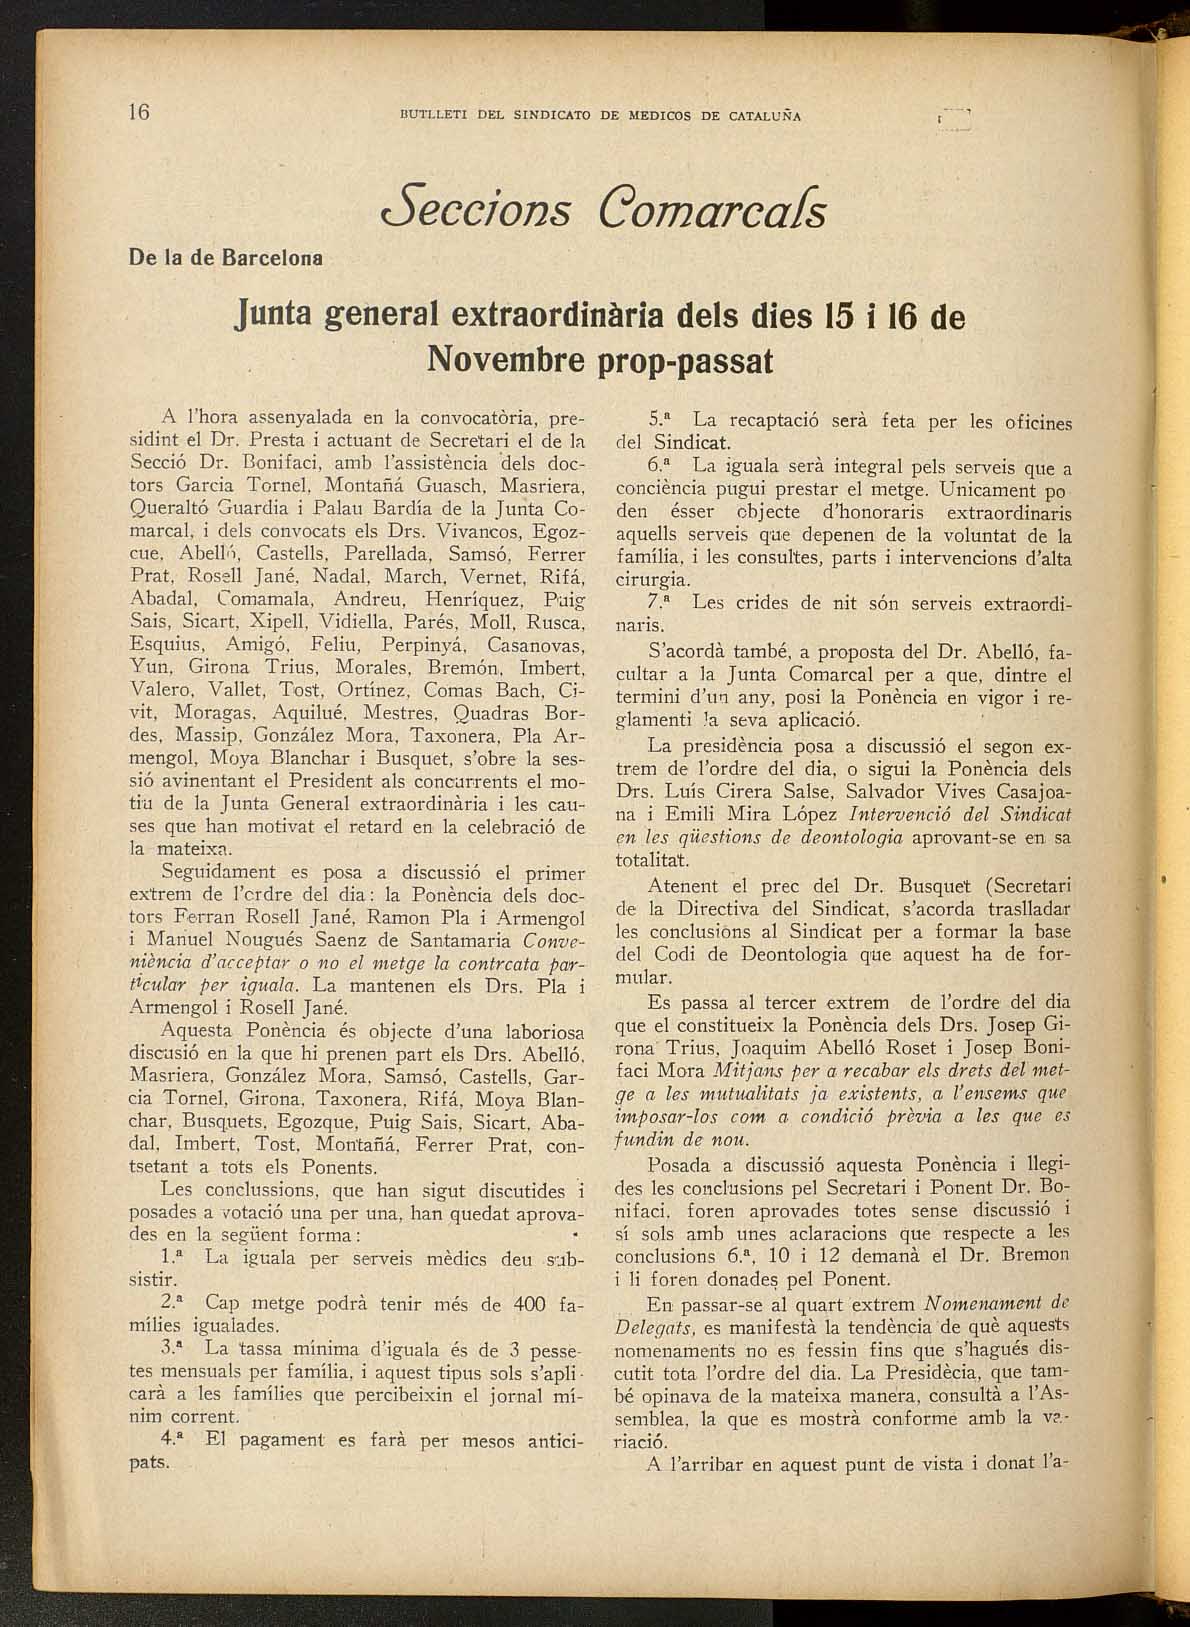 16
BUTLLETI DEL SINDICATO DE MEDICOS DE CATALUÑA
Seccions Comarcals
De la de Barcelona
Junta general extraordinària dels dies 15 i 16 de
Novembre prop-passat
A l'hora assenyalada en la convocatòria, pre-
sidint el Dr. Presta i actuant de Secretari el de la
Secció Dr. Bonifaci, amb l'assistència dels doc-
tors Garcia Tornel, Montañá Guasch, Masriera,
Queraltó Guardia i Palau Bardía de la Junta Co-
marcal, i dels convocats els Drs. Vivancos, Egoz-
cue, Abelló, Castells, Parellada, Samsó, Ferrer
Prat, Rosell Jané, Nadal, March, Vernet, Rifá,
Abadal, Comamala, Andreu, Henríquez, Puig
Sais, Sicart, Xipell, Vidiella, Parés, Moll, Rusca,
Esquius, Amigó, Feliu, Perpinyá, Casanovas,
Yun, Girona Trius, Morales, Bremón, Imbert,
Valero, Vallet, Tost, Ortínez, Comas Bach, Ci-
vit, Moragas, Aquilué, Mestres, Quadras Bor-
des, Massip, González Mora, Taxonera, Pla Ar-
mengol, Moya Blanchar i Busquet, s'obre la ses-
sió avinentant el President als concurrents el mo-
tiu de la Junta General extraordinària i les cau-
ses que han motivat el retard en la celebració de
la mateixa.
Seguidament es posa a discussió el primer
extrem de l'ordre del dia: la Ponència dels doc-
tors Ferran Rosell Jané, Ramon Pla i Armengol
i Manuel Nougués Saenz de Santamaria Conve-
niència d'acceptar o no el metge la contrcata par-
ticular per iguala. La mantenen els Drs. Pla i
Armengol i Rosell Jané.
Aquesta Ponència és objecte d'una laboriosa
discusió en la que hi prenen part els Drs. Abelló,
Masriera, González Mora, Samsó, Castells, Gar-
cia Tornel, Girona, Taxonera, Rifá, Moya Blan-
char, Busquets, Egozque, Puig Sais, Sicart, Aba-
dal, Imbert, Tost, Montañá, Ferrer Prat, con-
tsetant a tots els Ponents.
Les conclussions, que han sigut discutides i
posades a votació una per una, han quedat aprova-
des en la següent forma:
1.ª La iguala per serveis mèdics deu sub-
sistir.
2.ª Cap metge podrà tenir més de 400 fa-
mílies igualades.
3.ª La tassa mínima d'iguala és de 3 pesse-
tes mensuals per família, i aquest tipus sols s'apli-
carà a les famílies que percibeixin el jornal mí-
nim corrent.
4.ª El pagament es farà per mesos antici-
pats.
5.ª La recaptació serà feta per les oficines
del Sindicat.
6.ª La iguala serà integral pels serveis que a
conciència pugui prestar el metge. Unicament po
den ésser objecte d'honoraris extraordinaris
aquells serveis que depenen de la voluntat de la
família, i les consultes, parts i intervencions d'alta
cirurgia.
7.ª Les crides de nit són serveis extraordi-
naris.
S'acordà també, a proposta del Dr. Abelló, fa-
cultar a la Junta Comarcal per a que, dintre el
termini d'un any, posi la Ponència en vigor i re-
glamenti la seva aplicació.
La presidència posa a discussió el segon ex-
trem de l'ordre del dia, o sigui la Ponència dels
Drs. Luís Cirera Salse, Salvador Vives Casajoa-
na i Emili Mira López Intervenció del Sindicat
en les qüestions de deontologia aprovant-se en sa
totalitat.
Atenent el prec del Dr. Busquet (Secretari
de la Directiva del Sindicat, s'acorda traslladar
les conclusións al Sindicat per a formar la base
del Codi de Deontologia que aquest ha de for-
mular.
Es passa al tercer extrem de l'ordre del dia
que el constitueix la Ponència dels Drs. Josep Gi-
rona Trius, Joaquim Abelló Roset i Josep Boni-
faci Mora Mitjans per a recabar els drets del met-
ge a les mutualitats ja existents, a l'ensems que
imposar-los com a condició prèvia a les que es
fundin de nou.
Posada a discussió aquesta Ponència i llegi-
des les conclusions pel Secretari i Ponent Dr. Bo-
nifaci, foren aprovades totes sense discussió i
sí sols amb unes aclaracions que respecte a les
conclusions 6.ª, 10 i 12 demanà el Dr. Bremon
i li foren donades pel Ponent.
En passar-se al quart extrem Nomenament de
Delegats, es manifestà la tendència de què aquests
nomenaments no es fessin fins que s'hagués dis-
cutit tota l'ordre del dia. La Presidècia, que tam-
bé opinava de la mateixa manera, consultà a l'As-
semblea, la que es mostrà conforme amb la va-
riació.
A l'arribar en aquest punt de vista i donat l'a-